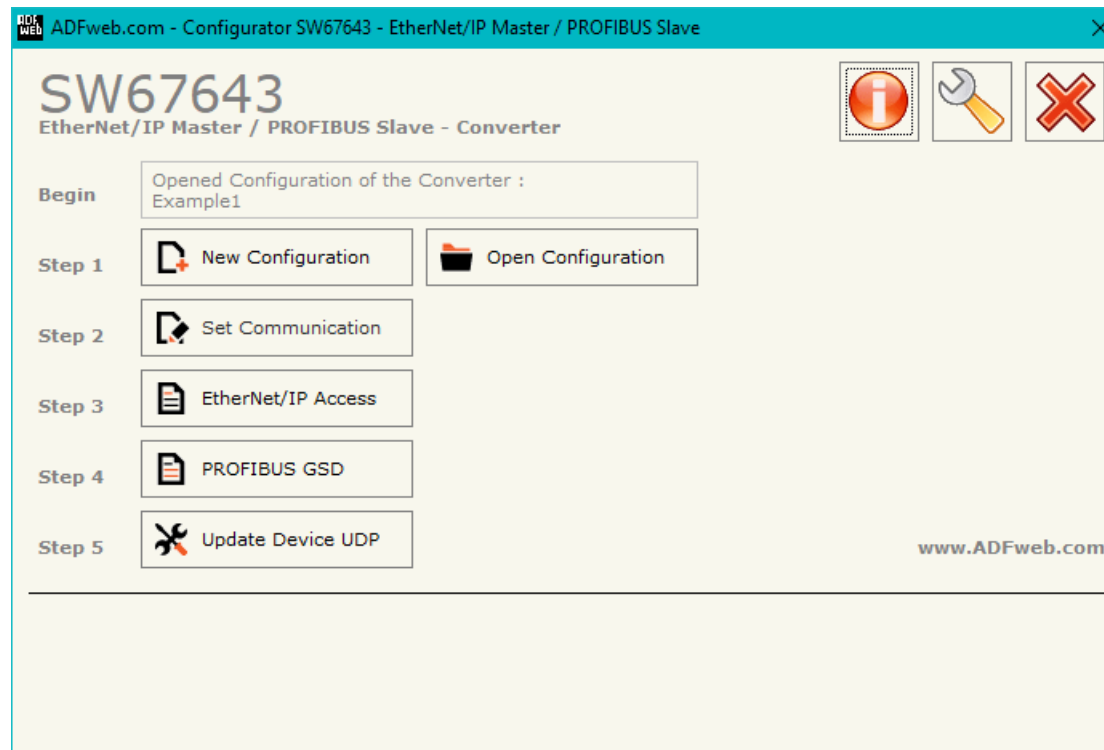 ADF
WEB
ADFweb.com - Configurator SW67643 - EtherNet/IP Master / PROFIBUS Slave
SW67643
EtherNet/IP Master / PROFIBUS Slave - Converter
Begin
Opened Configuration of the Converter :
Example1
Step 1
New Configuration
Open Configuration
Step 2
Set Communication
Step 3
EtherNet/IP Access
Step 4
PROFIBUS GSD
Step 5
Update Device UDP
www.ADFweb.com